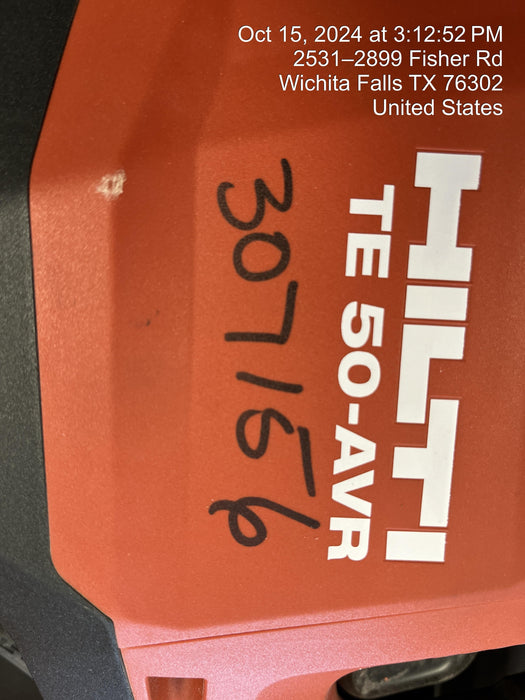 Oct 15, 2024 at 3:12:52 PM
2531–2899 Fisher Rd
Wichita Falls TX 76302
United States
HILTI
TE 50-AVR
307156